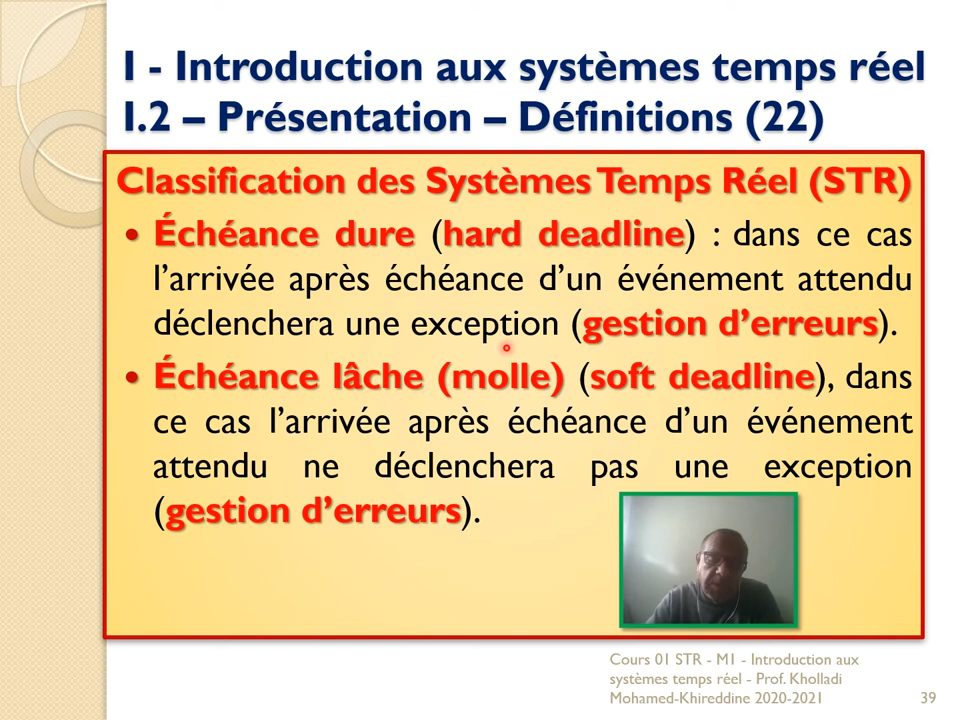 I - Introduction aux systèmes temps réel
I.2 – Présentation – Définitions (22)
Classification des Systèmes Temps Réel (STR)
• Échéance dure (hard deadline) : dans ce cas
l’arrivée après échéance d’un événement attendu
déclenchera une exception (gestion d’erreurs).
• Échéance lâche (molle) (soft deadline), dans
ce cas l’arrivée après échéance d’un événement
attendu ne déclenchera pas une exception
(gestion d’erreurs).
Cours 01 STR - M1 - Introduction aux
systèmes temps réel - Prof. Kholladi
Mohamed-Khireddine 2020-2021 39